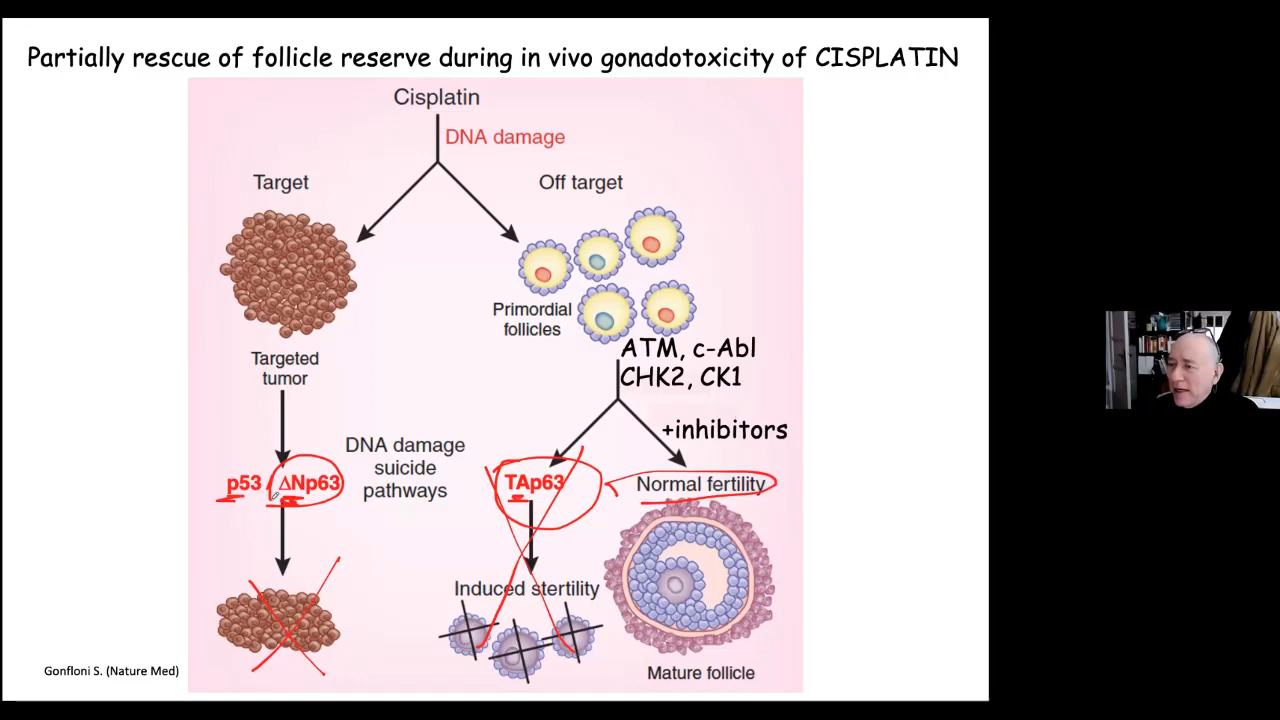 Partially rescue of follicle reserve during in vivo gonadotoxicity of CISPLATIN
Cisplatin
DNA damage
Target
Off target
Primordial
follicles
ATM, c-Abl
CHK2, CK1
Targeted
tumor
+inhibitors
DNA damage
suicide
pathways
p53 / ΔNp63
TAp63
Normal fertility
Induced stertility
Mature follicle
Gonfloni S. (Nature Med)